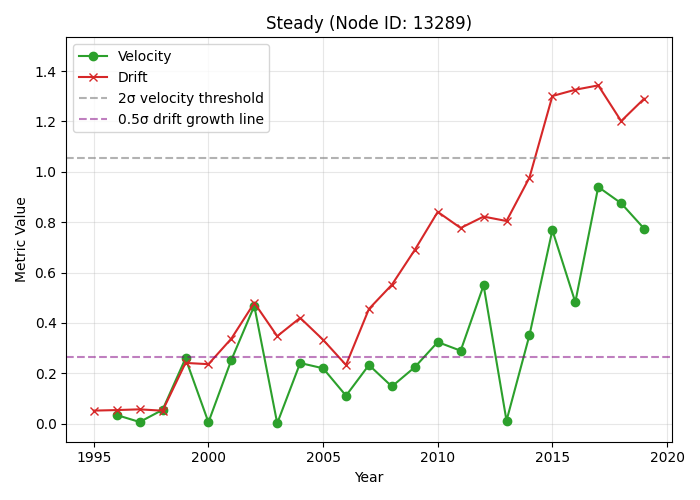 Steady (Node ID: 13289)
Velocity
Drift
2σ velocity threshold
0.5σ drift growth line
Metric Value
1.4
1.2
1.0
0.8
0.6
0.4
0.2
0.0
1995 2000 2005 2010 2015 2020
Year